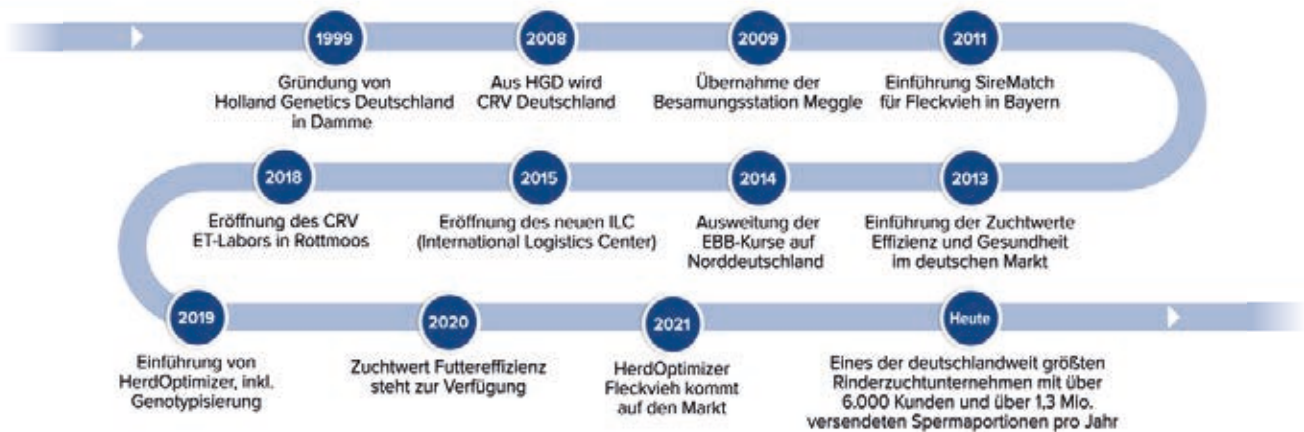 1999
Gründung von
Holland Genetics Deutschland
in Damme
2008
Aus HGD wird
CRV Deutschland
2009
Übernahme der
Besamungsstation Meggle
2011
Einführung SireMatch
für Fleckvieh in Bayern
2013
Einführung der Zuchtwerte
Effizienz und Gesundheit
im deutschen Markt
2014
Ausweitung der
EBB-Kurse auf
Norddeutschland
2015
Eröffnung des neuen ILC
(International Logistics Center)
2018
Eröffnung des CRV
ET-Labors in Rottmoos
2019
Einführung von
HerdOptimizer, inkl.
Genotypisierung
2020
Zuchtwert Futtereffizienz
steht zur Verfügung
2021
HerdOptimizer
Fleckvieh kommt
auf den Markt
Heute
Eines der deutschlandweit größten
Rinderzuchtunternehmen mit über
6.000 Kunden und über 1,3 Mio.
versendeten Spermaportionen pro Jahr